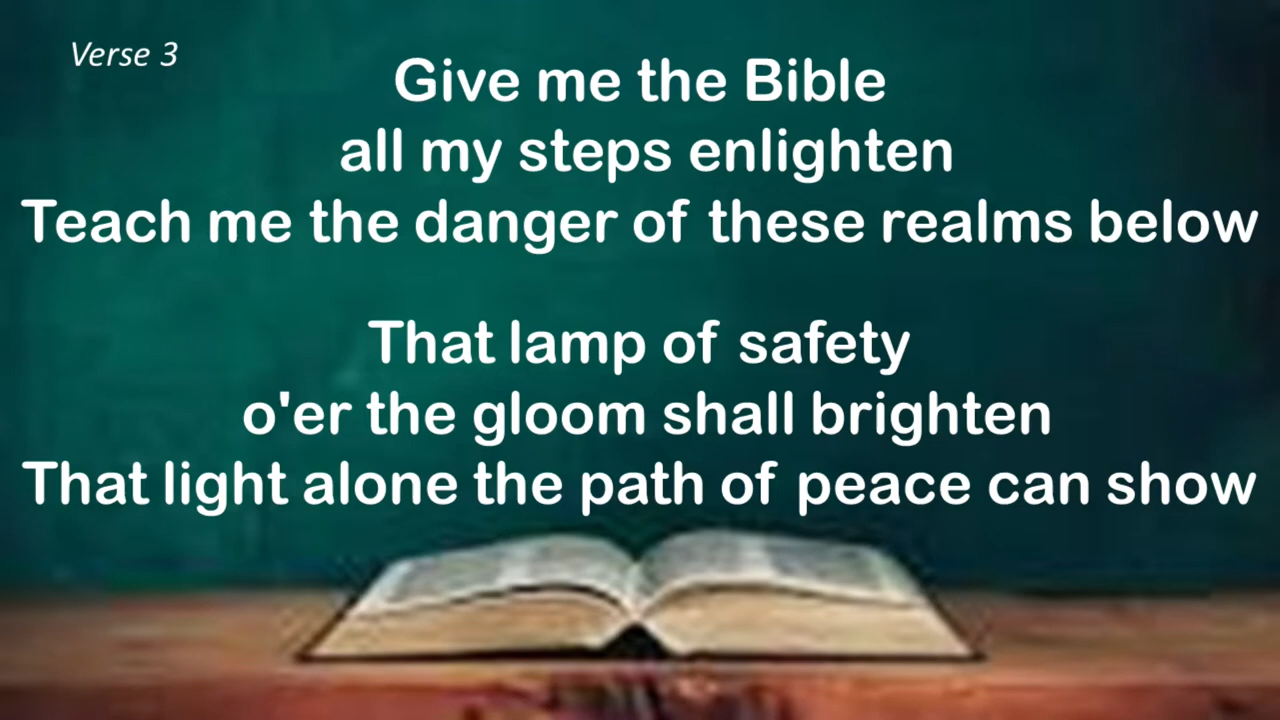 Verse 3
Give me the Bible
all my steps enlighten
Teach me the danger of these realms below
That lamp of safety
o'er the gloom shall brighten
That light alone the path of peace can show